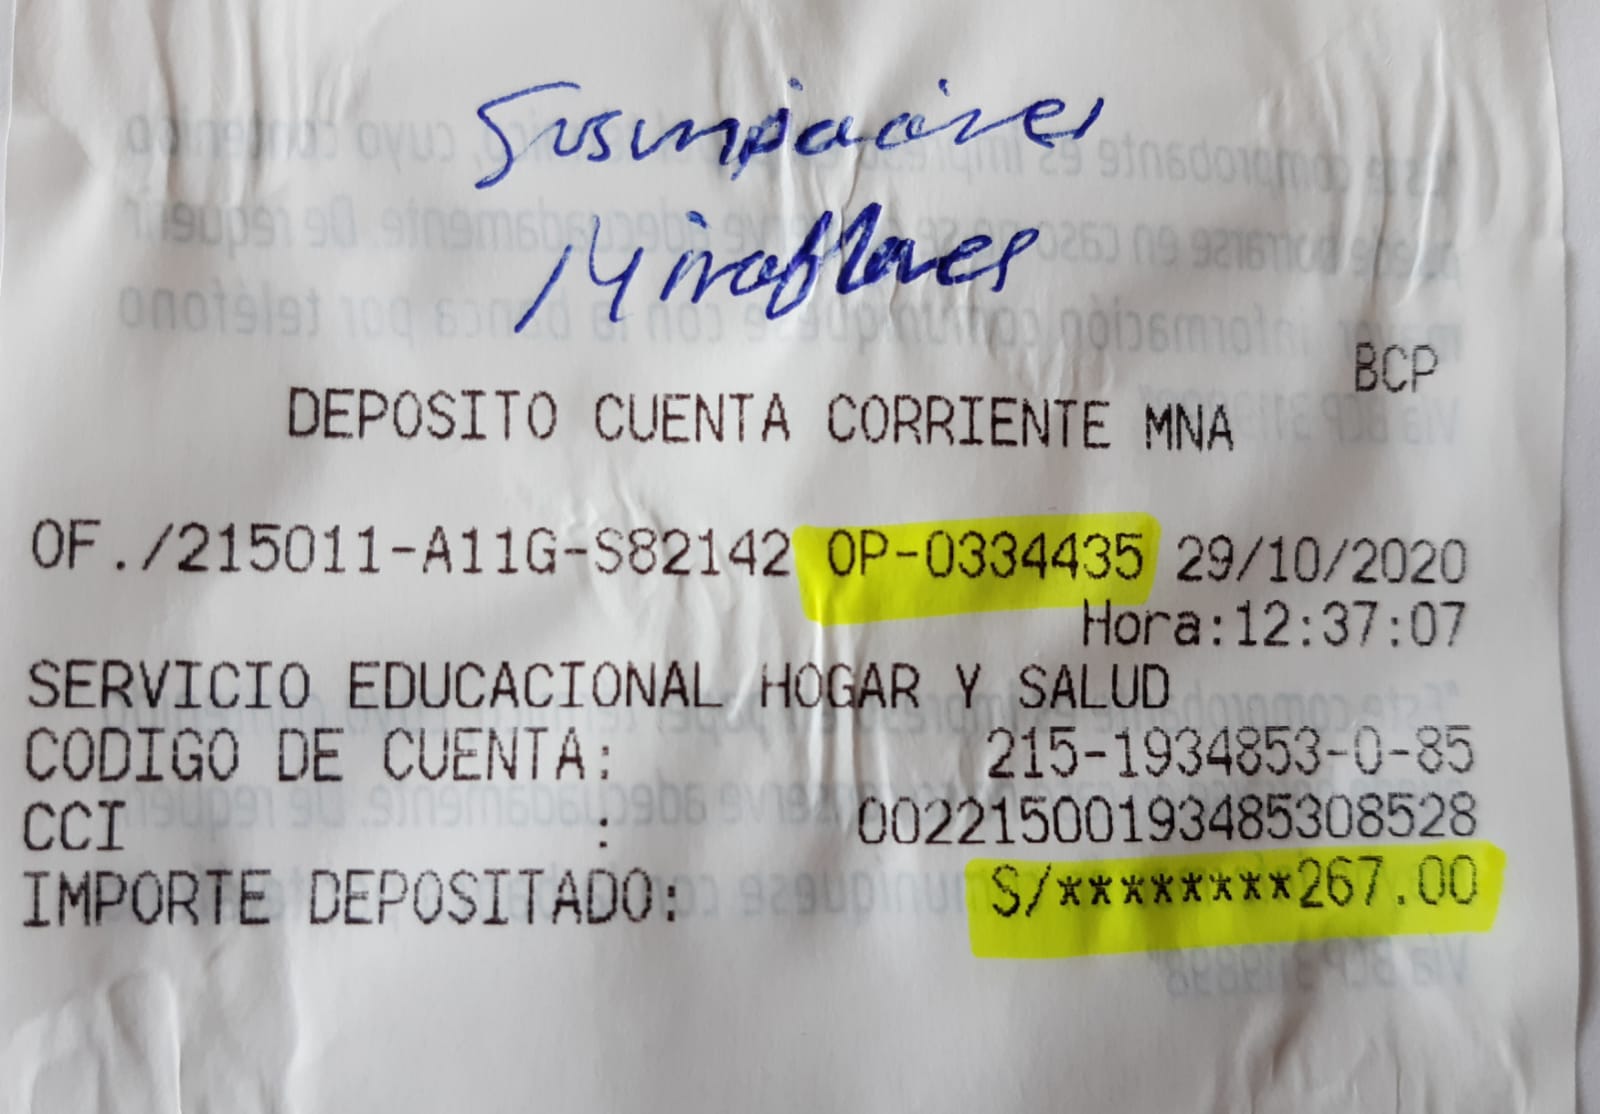 Suscripciones
Miraflores
BCP
DEPOSITO CUENTA CORRIENTE MNA
OF./215011-A11G-S82142 OP-0334435 29/10/2020
Hora:12:37:07
SERVICIO EDUCACIONAL HOGAR Y SALUD
CODIGO DE CUENTA: 215-1934853-0-85
CCI : 00221500193485308528
IMPORTE DEPOSITADO: S/********267.00